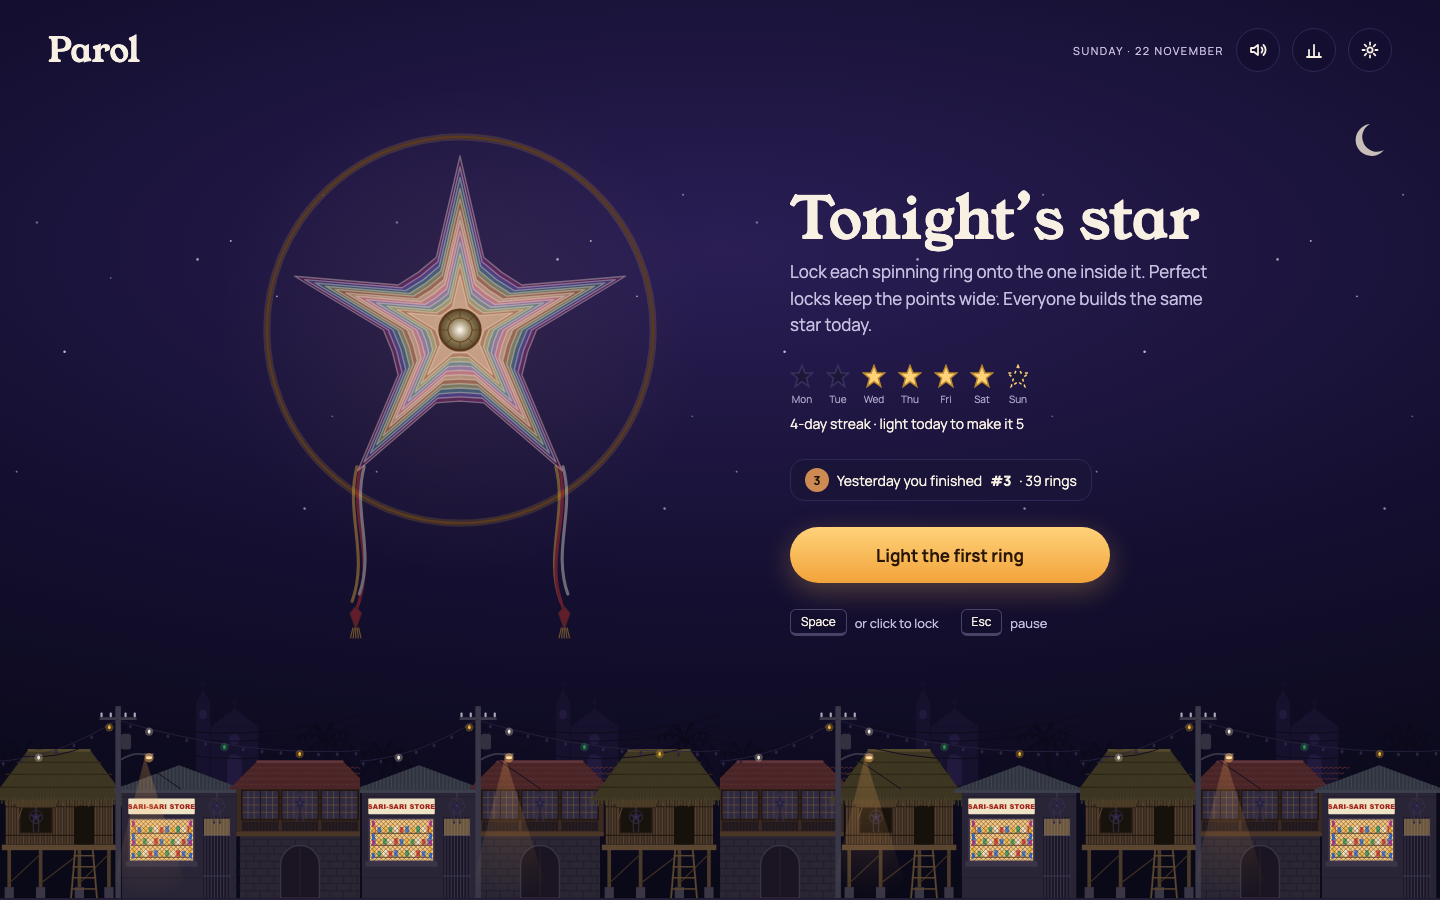 Parol
SUNDAY · 22 NOVEMBER
Tonight’s star
Lock each spinning ring onto the one inside it. Perfect
locks keep the points wide. Everyone builds the same
star today.
Mon Tue Wed Thu Fri Sat Sun
4-day streak · light today to make it 5
3 Yesterday you finished #3 · 39 rings
Light the first ring
Space or click to lock Esc pause
SARI-SARI STORE
SARI-SARI STORE
SARI-SARI STORE
SARI-SARI STORE